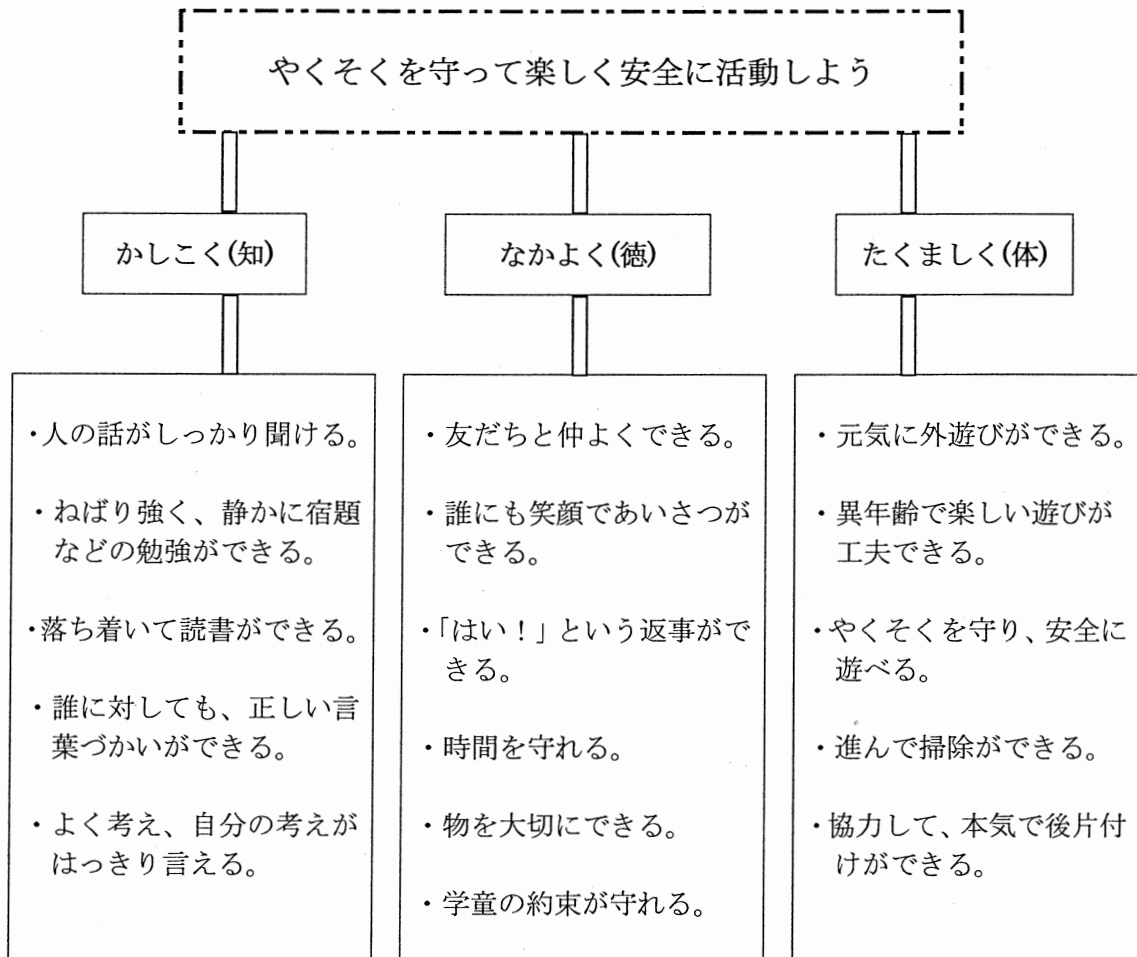 やくそくを守って楽しく安全に活動しよう
かしこく(知)
・人の話がしっかり聞ける。
・ねばり強く、静かに宿題
などの勉強ができる。
・落ち着いて読書ができる。
・誰に対しても、正しい言
葉づかいができる。
・よく考え、自分の考えが
はっきり言える。
なかよく(徳)
・友だちと仲よくできる。
・誰にも笑顔であいさつが
できる。
・「はい！」という返事がで
きる。
・時間を守れる。
・物を大切にできる。
・学童の約束が守れる。
たくましく(体)
・元気に外遊びができる。
・異年齢で楽しい遊びが
工夫できる。
・やくそくを守り、安全に
遊べる。
・進んで掃除ができる。
・協力して、本気で後片付
けができる。